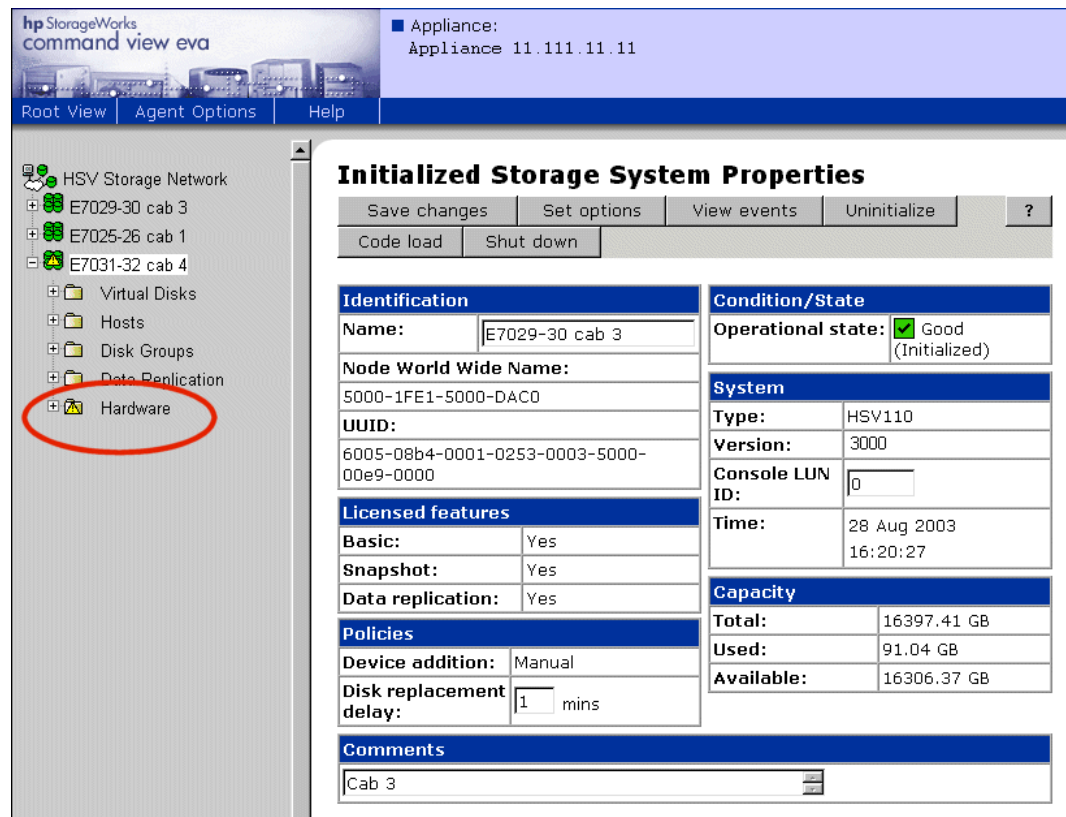 hp StorageWorks
command view eva
Appliance:
Appliance 11.111.11.11
Root View Agent Options Help
HSV Storage Network
E7029-30 cab 3
E7025-26 cab 1
E7031-32 cab 4
Virtual Disks
Hosts
Disk Groups
Data Replication
Hardware
Initialized Storage System Properties
Save changes Set options View events Uninitialize ?
Code load Shut down
Identification
Name: E7029-30 cab 3
Node World Wide Name:
5000-1FE1-5000-DAC0
UUID:
6005-08b4-0001-0253-0003-5000-
00e9-0000
Licensed features
Basic: Yes
Snapshot: Yes
Data replication: Yes
Policies
Device addition: Manual
Disk replacement
delay: 1 mins
Condition/State
Operational state: Good
(Initialized)
System
Type: HSV110
Version: 3000
Console LUN
ID: 0
Time: 28 Aug 2003
16:20:27
Capacity
Total: 16397.41 GB
Used: 91.04 GB
Available: 16306.37 GB
Comments
Cab 3